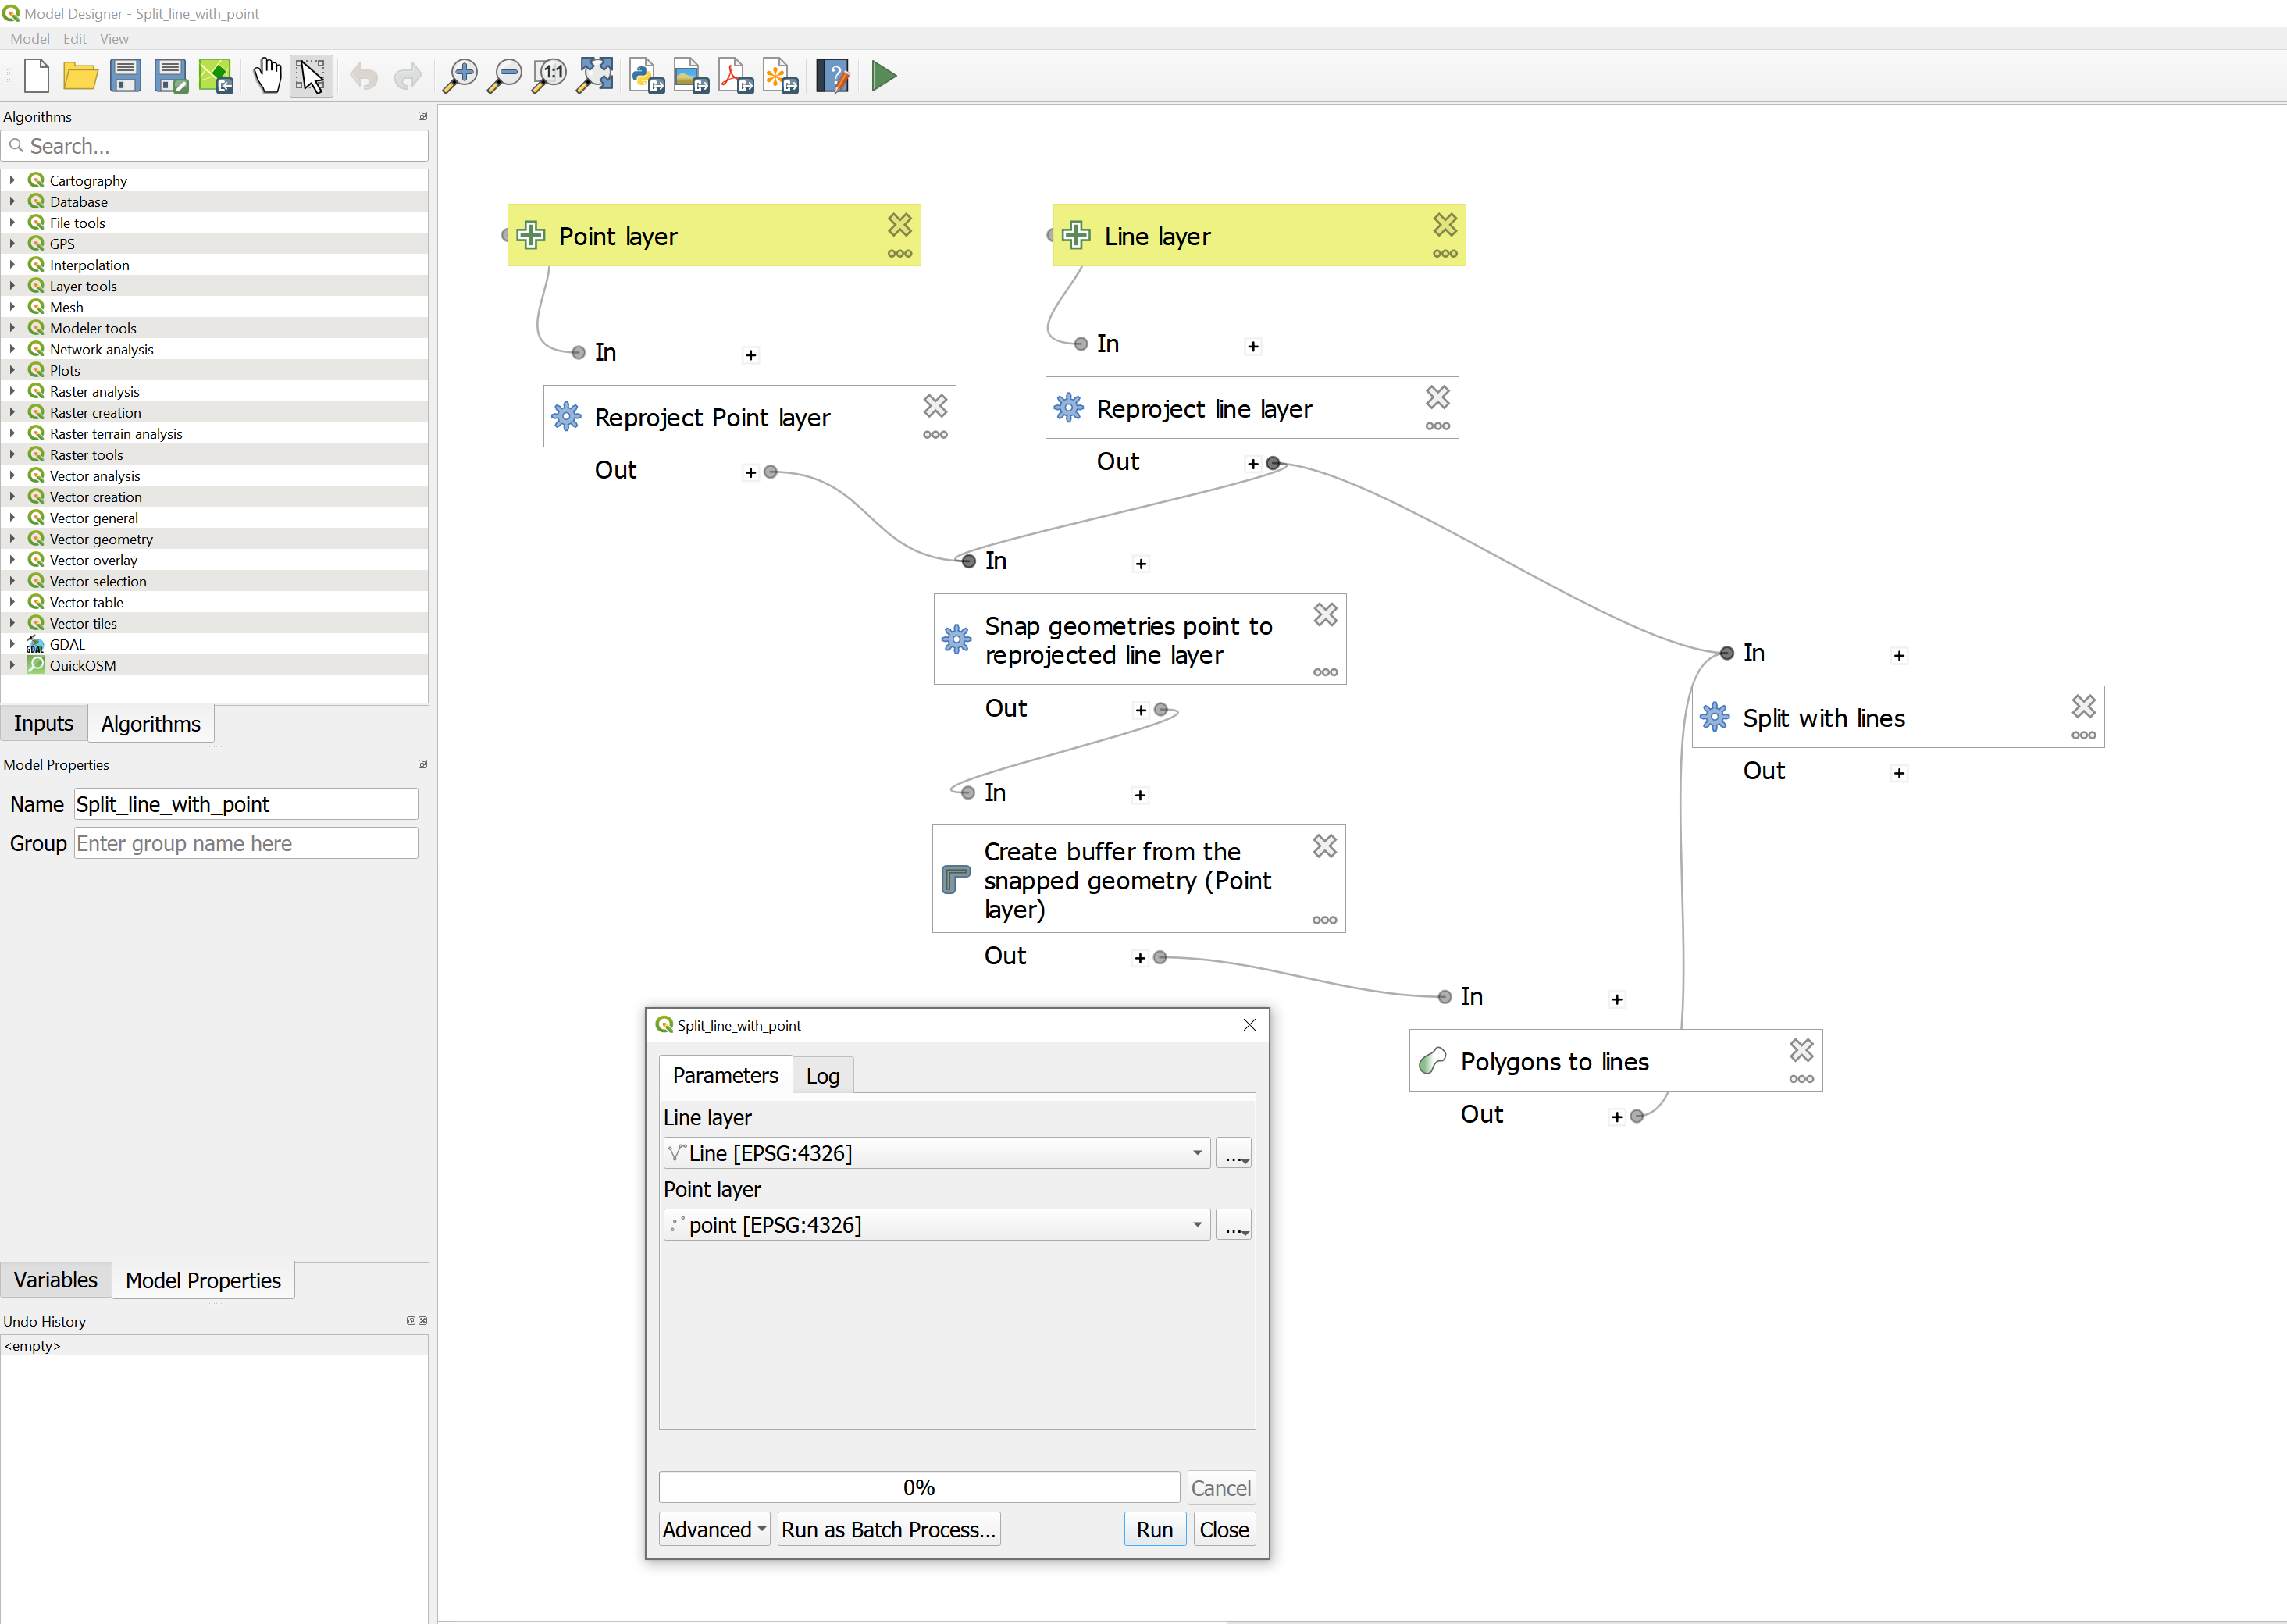 Model Designer - Split_line_with_point
Model Edit View
Algorithms
Search...
Cartography
Database
File tools
GPS
Interpolation
Layer tools
Mesh
Modeler tools
Network analysis
Plots
Raster analysis
Raster creation
Raster terrain analysis
Raster tools
Vector analysis
Vector creation
Vector general
Vector geometry
Vector overlay
Vector selection
Vector table
Vector tiles
GDAL
QuickOSM
Inputs Algorithms
Model Properties
Name Split_line_with_point
Group Enter group name here
Variables Model Properties
Undo History
<empty>
Point layer
Line layer
In
In
Reproject Point layer
Reproject line layer
Out
Out
In
Snap geometries point to
reprojected line layer
Out
In
Split with lines
Out
In
Create buffer from the
snapped geometry (Point
layer)
Out
In
Polygons to lines
Out
Split_line_with_point
Parameters Log
Line layer
Line [EPSG:4326]
...
Point layer
point [EPSG:4326]
...
0%
Cancel
Advanced Run as Batch Process... Run Close